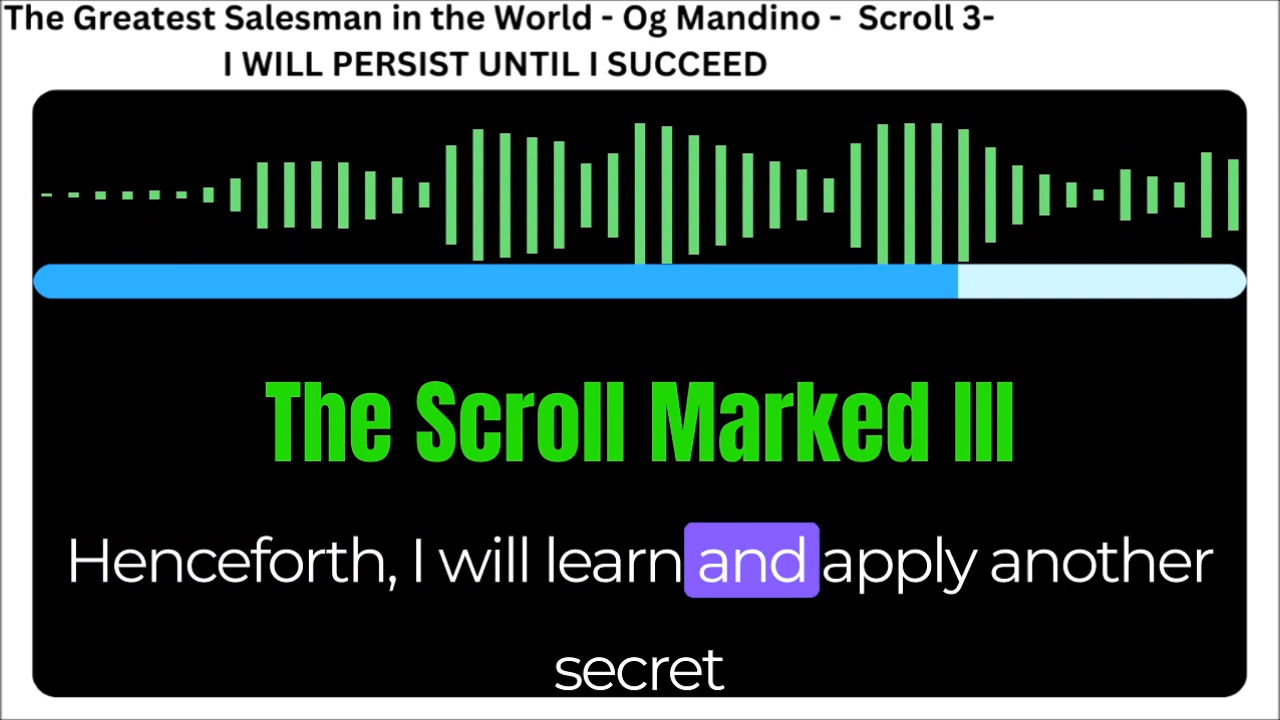 The Greatest Salesman in the World - Og Mandino -  Scroll 3-
I WILL PERSIST UNTIL I SUCCEED
The Scroll Marked III
Henceforth, I will learn and apply another
secret